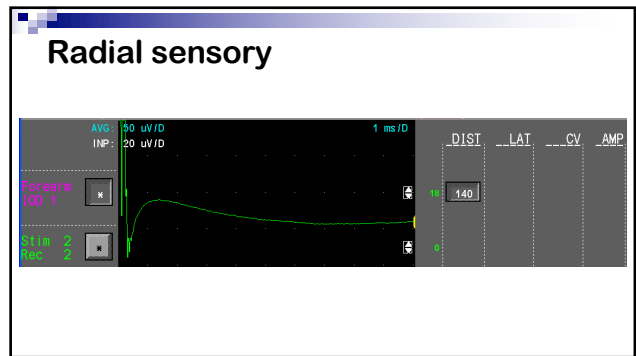 Radial sensory
AVG: 50 uV/D 1 ms/D
INP: 20 uV/D
DIST LAT CV AMP
Forearm
IOD 1
* 16 140
Stim 2
Rec 2
* 0